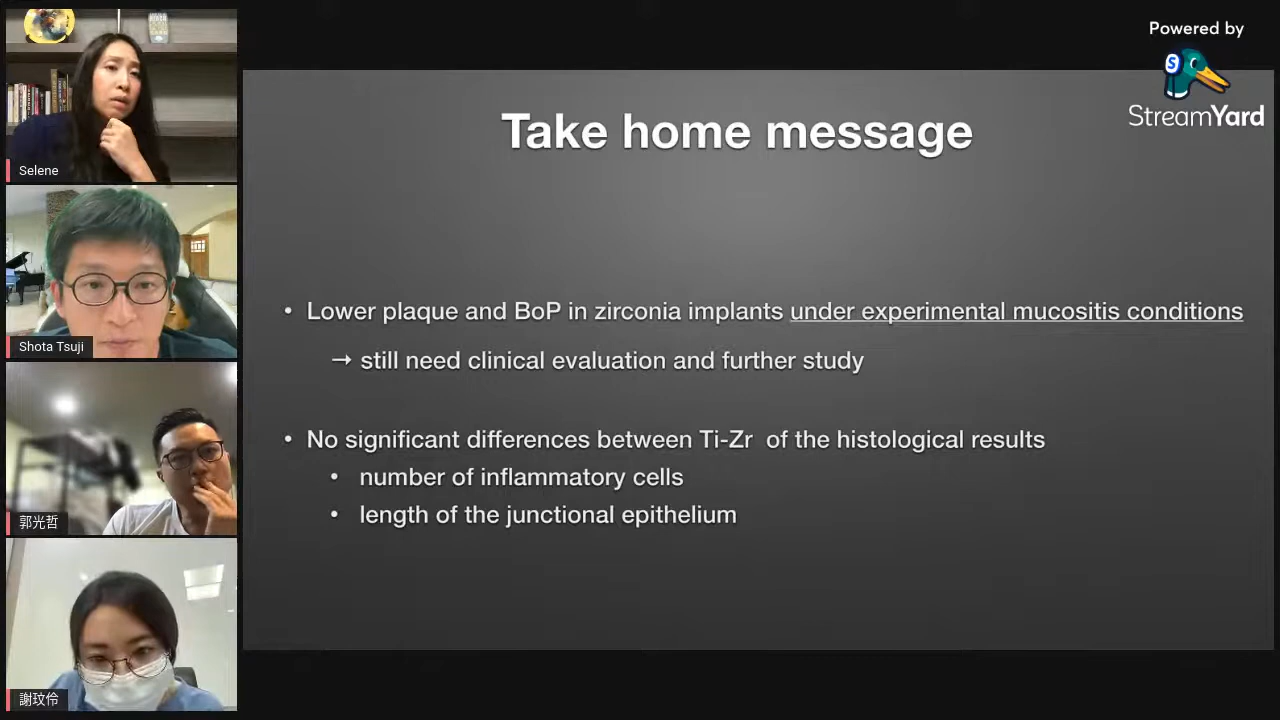 Powered by
StreamYard
Take home message
• Lower plaque and BoP in zirconia implants under experimental mucositis conditions
→ still need clinical evaluation and further study
• No significant differences between Ti-Zr of the histological results
• number of inflammatory cells
• length of the junctional epithelium
Selene
Shota Tsuji
郭光哲
謝玟伶